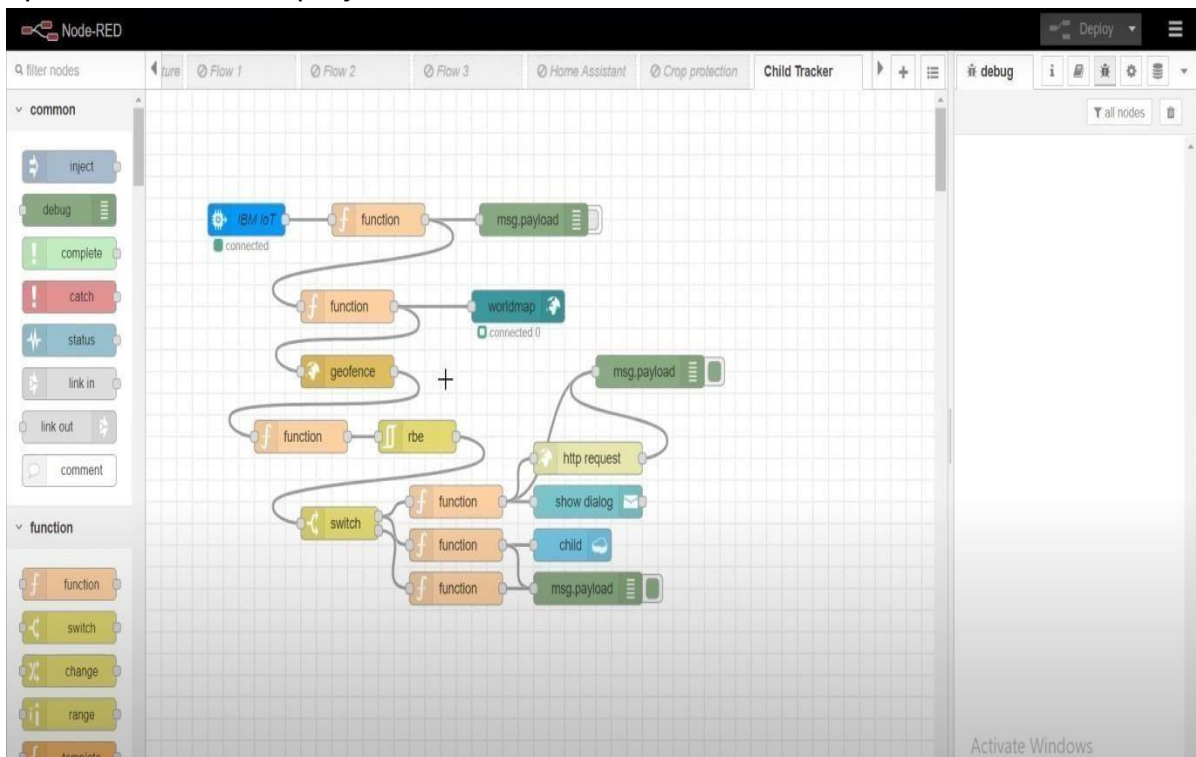 Node-RED
Deploy
filter nodes
ture
Flow 1
Flow 2
Flow 3
Home Assistant
Crop protection
Child Tracker
debug
i
all nodes
common
inject
debug
complete
catch
status
link in
link out
comment
function
function
switch
change
range
template
IBM IoT
connected
function
msg.payload
function
worldmap
connected 0
geofence
msg.payload
function
rbe
http request
switch
function
show dialog
function
child
function
msg.payload
Activate Windows